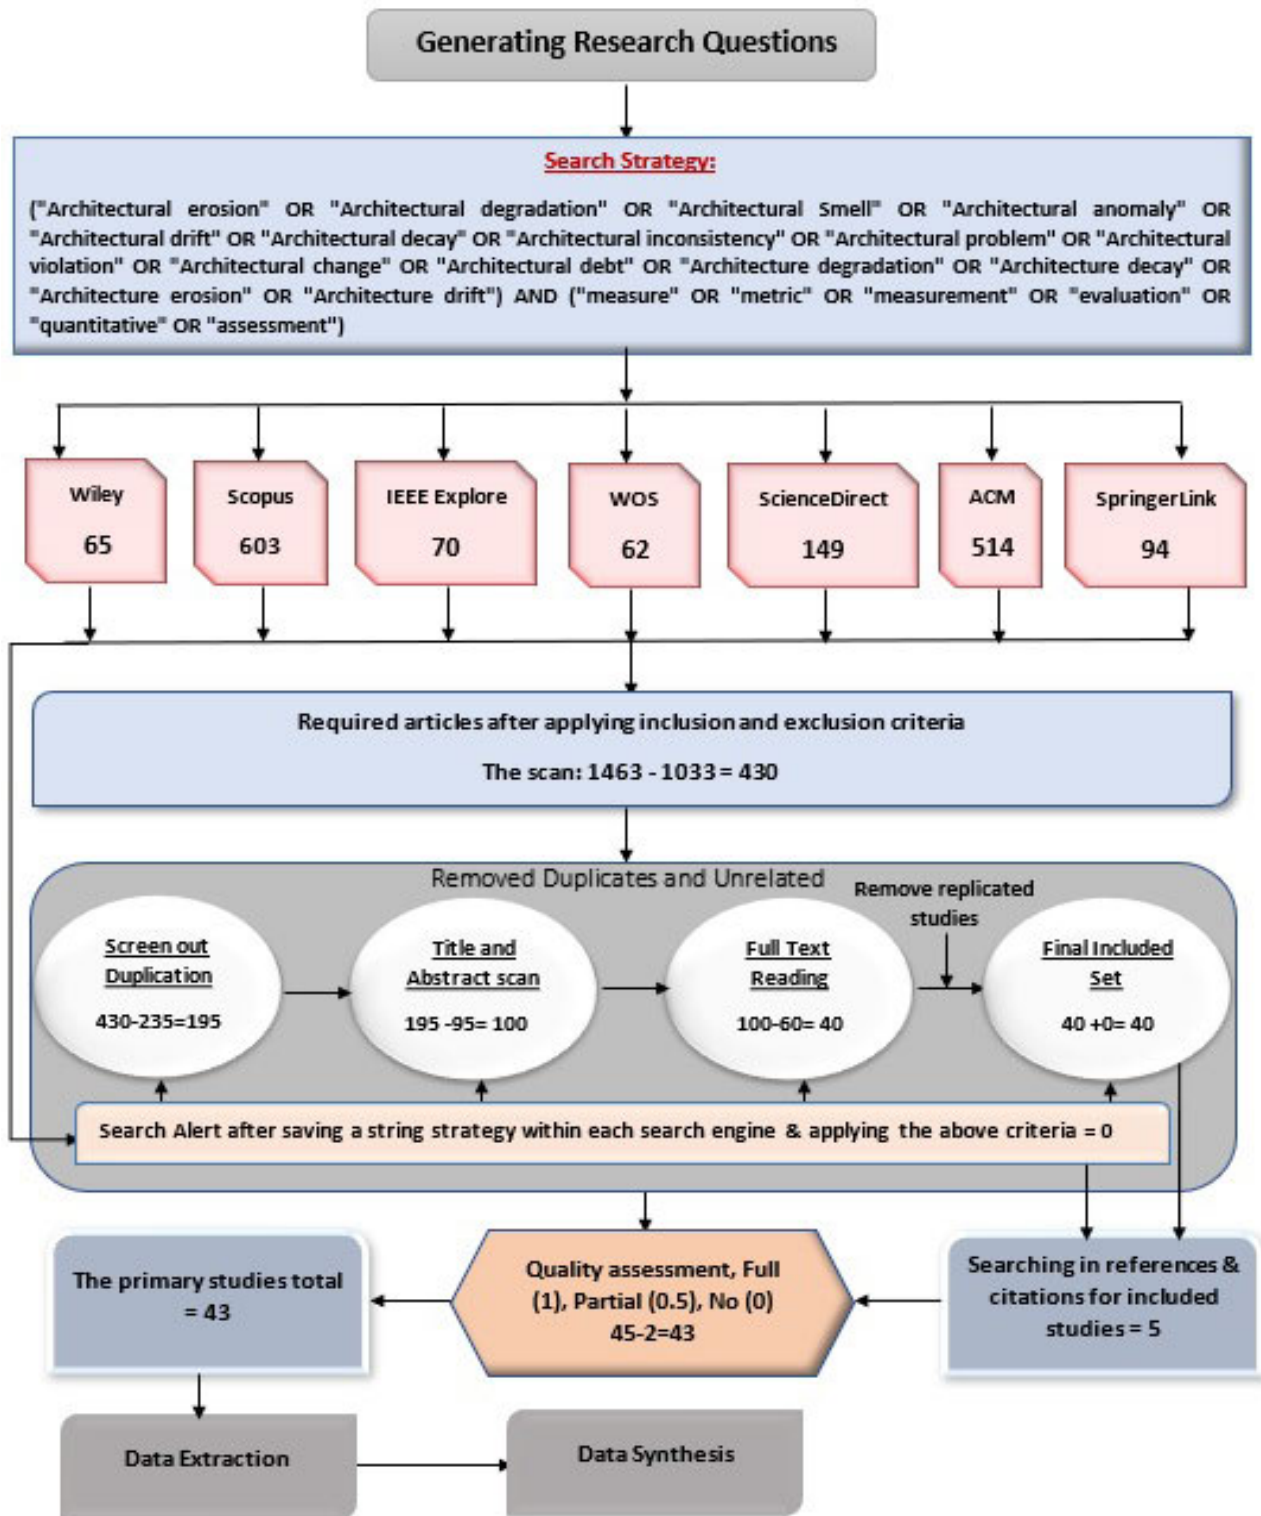 Generating Research Questions
Search Strategy:
("Architectural erosion" OR "Architectural degradation" OR "Architectural Smell" OR "Architectural anomaly" OR
"Architectural drift" OR "Architectural decay" OR "Architectural inconsistency" OR "Architectural problem" OR "Architectural
violation" OR "Architectural change" OR "Architectural debt" OR "Architecture degradation" OR "Architecture decay" OR
"Architecture erosion" OR "Architecture drift") AND ("measure" OR "metric" OR "measurement" OR "evaluation" OR
"quantitative" OR "assessment")
Wiley
65
Scopus
603
IEEE Explore
70
WOS
62
ScienceDirect
149
ACM
514
SpringerLink
94
Required articles after applying inclusion and exclusion criteria
The scan: 1463 - 1033 = 430
Removed Duplicates and Unrelated
Remove replicated
studies
Screen out
Duplication
430-235=195
Title and
Abstract scan
195 -95= 100
Full Text
Reading
100-60= 40
Final Included
Set
40 +0= 40
Search Alert after saving a string strategy within each search engine & applying the above criteria = 0
The primary studies total
= 43
Quality assessment, Full
(1), Partial (0.5), No (0)
45-2=43
Searching in references &
citations for included
studies = 5
Data Extraction
Data Synthesis